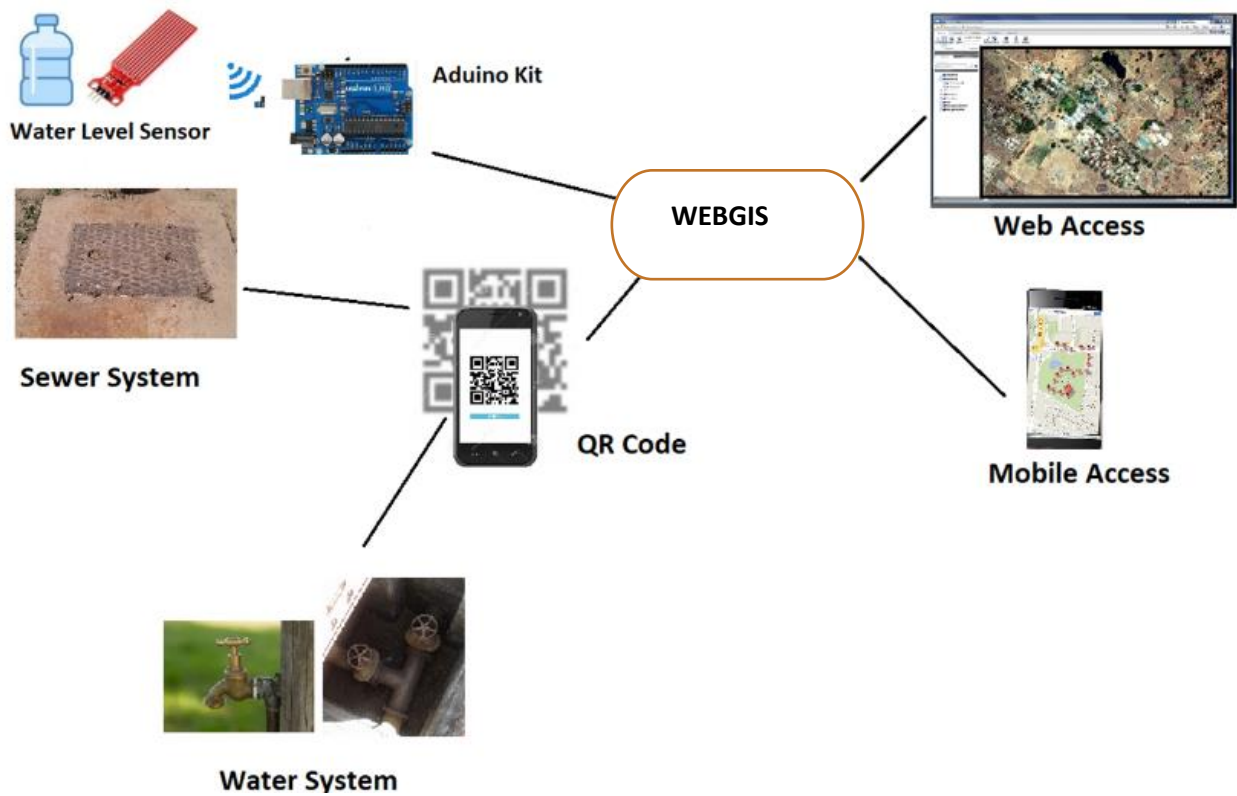 Water Level Sensor
Aduino Kit
WEBGIS
Web Access
Sewer System
QR Code
Mobile Access
Water System